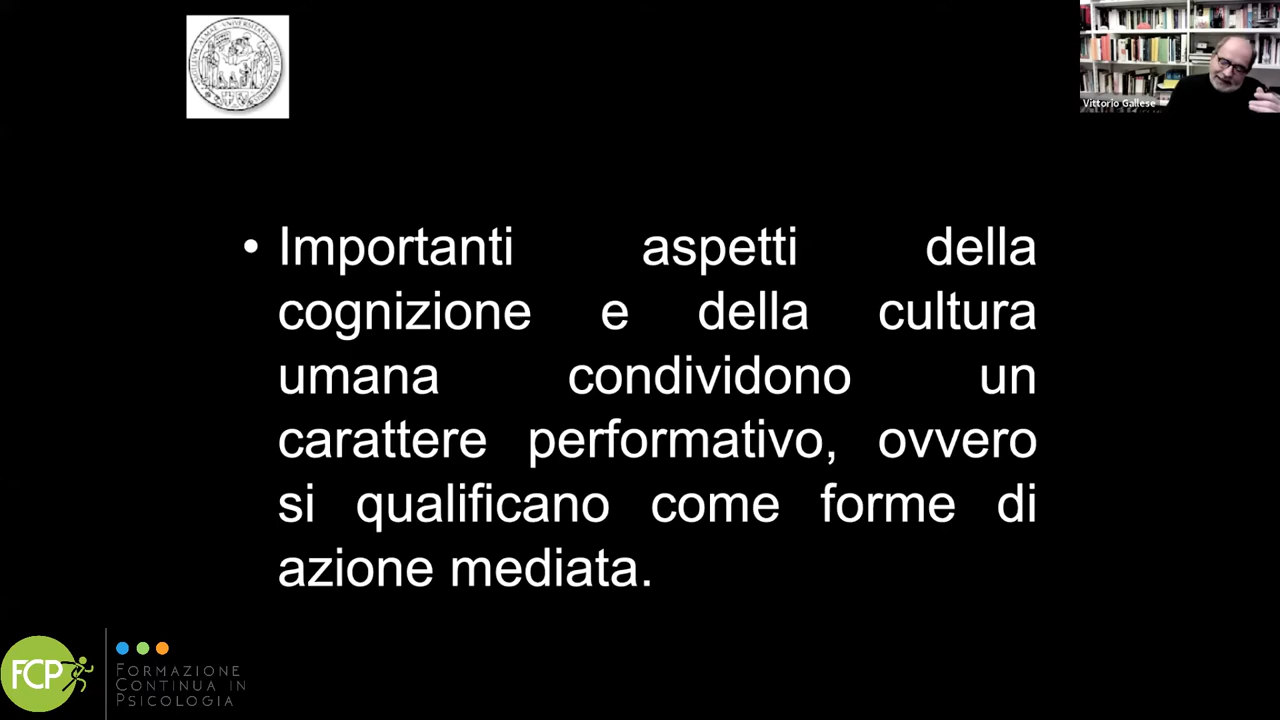 Vittorio Gallese
• Importanti aspetti della
cognizione e della cultura
umana condividono un
carattere performativo, ovvero
si qualificano come forme di
azione mediata.
FCP
FORMAZIONE
CONTINUA IN
PSICOLOGIA